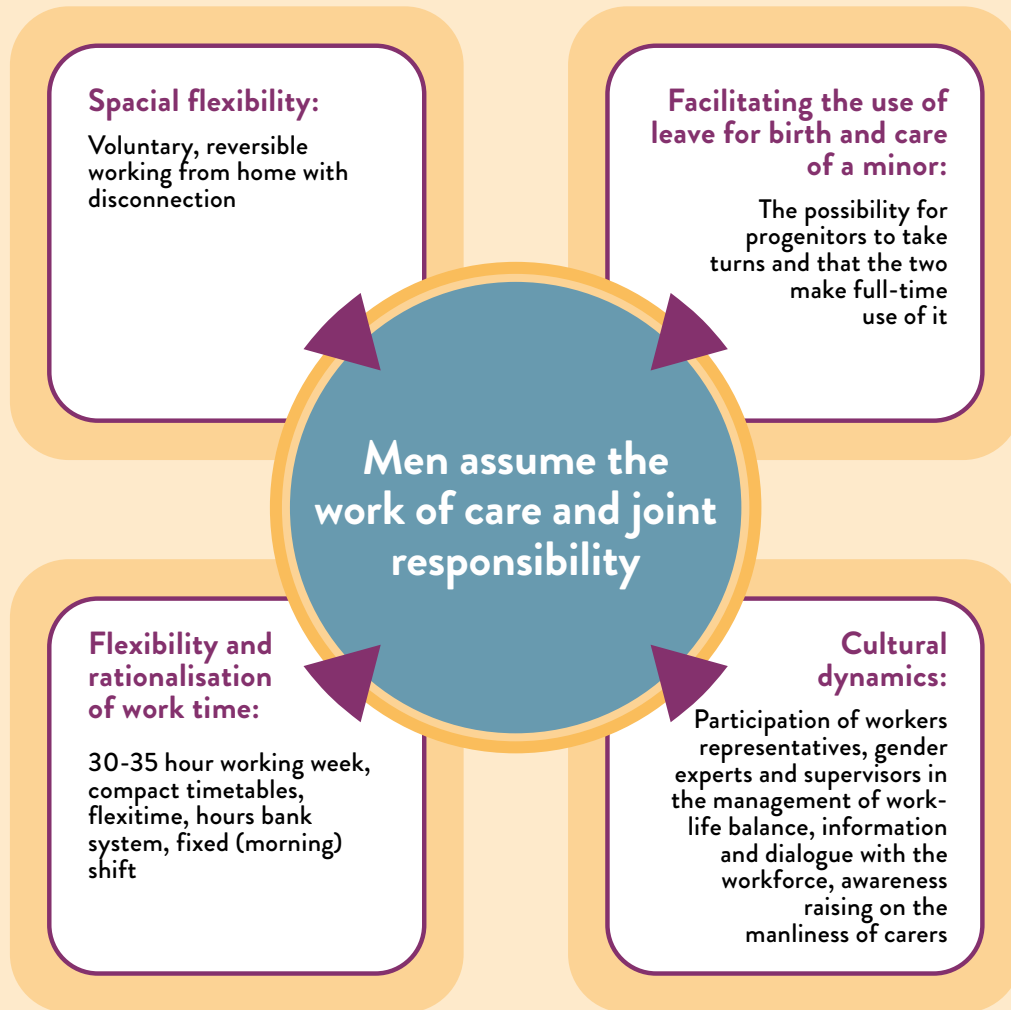 Spacial flexibility:
Voluntary, reversible
working from home with
disconnection
Facilitating the use of
leave for birth and care
of a minor:
The possibility for
progenitors to take
turns and that the two
make full-time
use of it
Men assume the
work of care and joint
responsibility
Flexibility and
rationalisation
of work time:
30-35 hour working week,
compact timetables,
flexitime, hours bank
system, fixed (morning)
shift
Cultural
dynamics:
Participation of workers
representatives, gender
experts and supervisors in
the management of work-
life balance, information
and dialogue with the
workforce, awareness
raising on the
manliness of carers